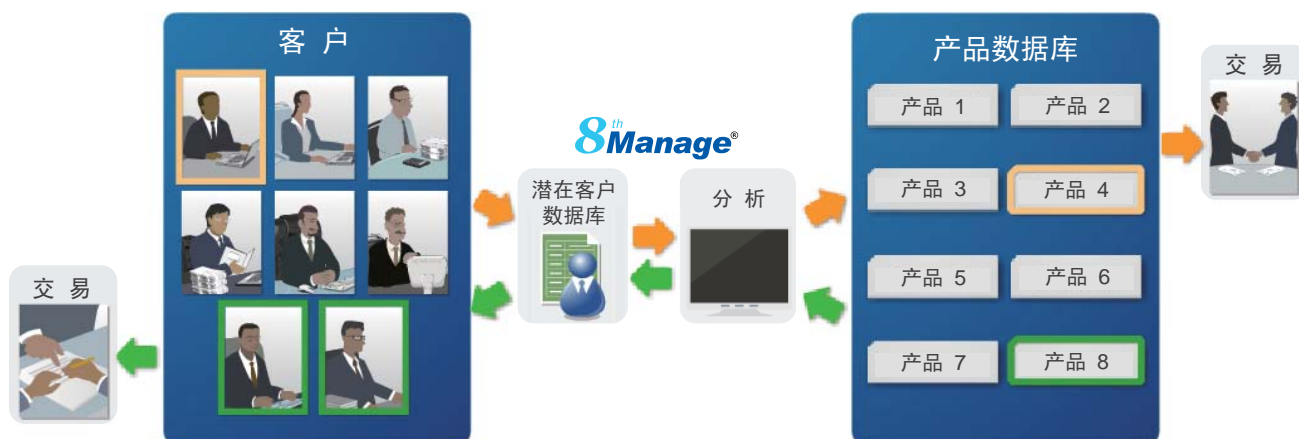 客 户
产品数据库
交 易
产品 1
产品 2
8thManage®
潜在客户
数据库
分 析
产品 3
产品 4
交 易
产品 5
产品 6
产品 7
产品 8